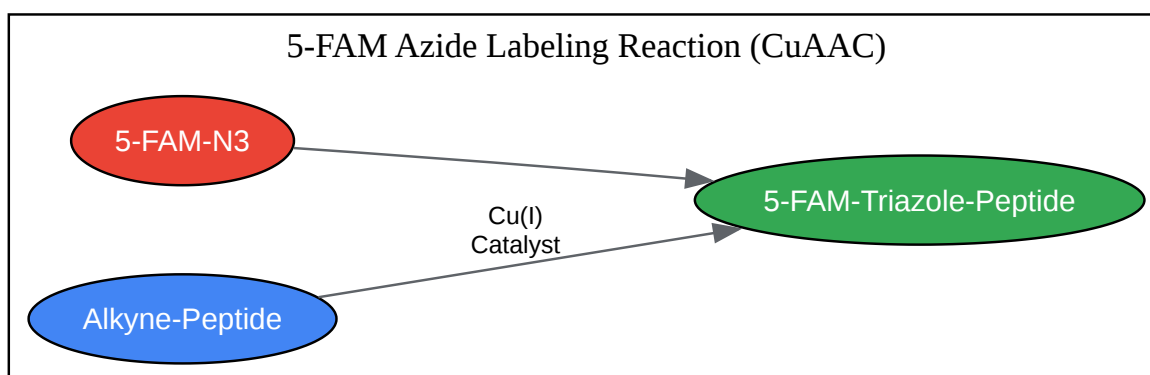 5-FAM Azide Labeling Reaction (CuAAC)
5-FAM-N3
5-FAM-Triazole-Peptide
Cu(I)
Catalyst
Alkyne-Peptide